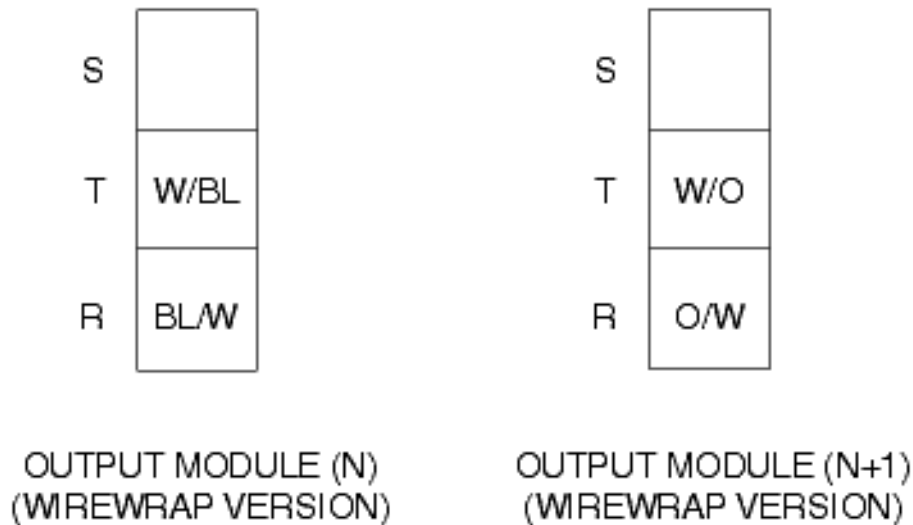 S S
T W/BL T W/O
R BL/W R O/W
OUTPUT MODULE (N) OUTPUT MODULE (N+1)
(WIREWRAP VERSION) (WIREWRAP VERSION)